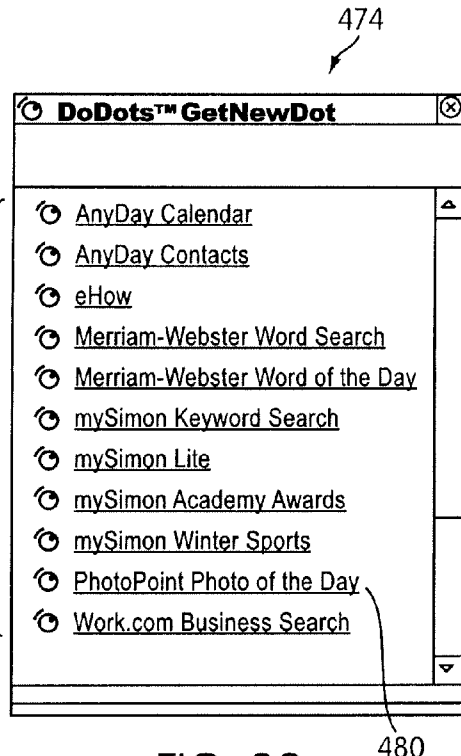 474
DoDots™ GetNewDot
AnyDay Calendar
AnyDay Contacts
eHow
Merriam-Webster Word Search
Merriam-Webster Word of the Day
mySimon Keyword Search
mySimon Lite
mySimon Academy Awards
mySimon Winter Sports
PhotoPoint Photo of the Day
Work.com Business Search
480